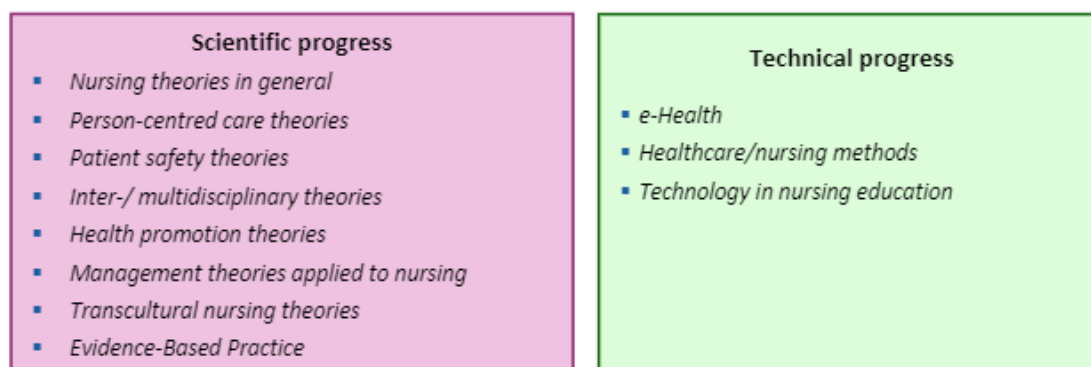 Scientific progress
▪ Nursing theories in general
▪ Person-centred care theories
▪ Patient safety theories
▪ Inter-/ multidisciplinary theories
▪ Health promotion theories
▪ Management theories applied to nursing
▪ Transcultural nursing theories
▪ Evidence-Based Practice
Technical progress
▪ e-Health
▪ Healthcare/nursing methods
▪ Technology in nursing education